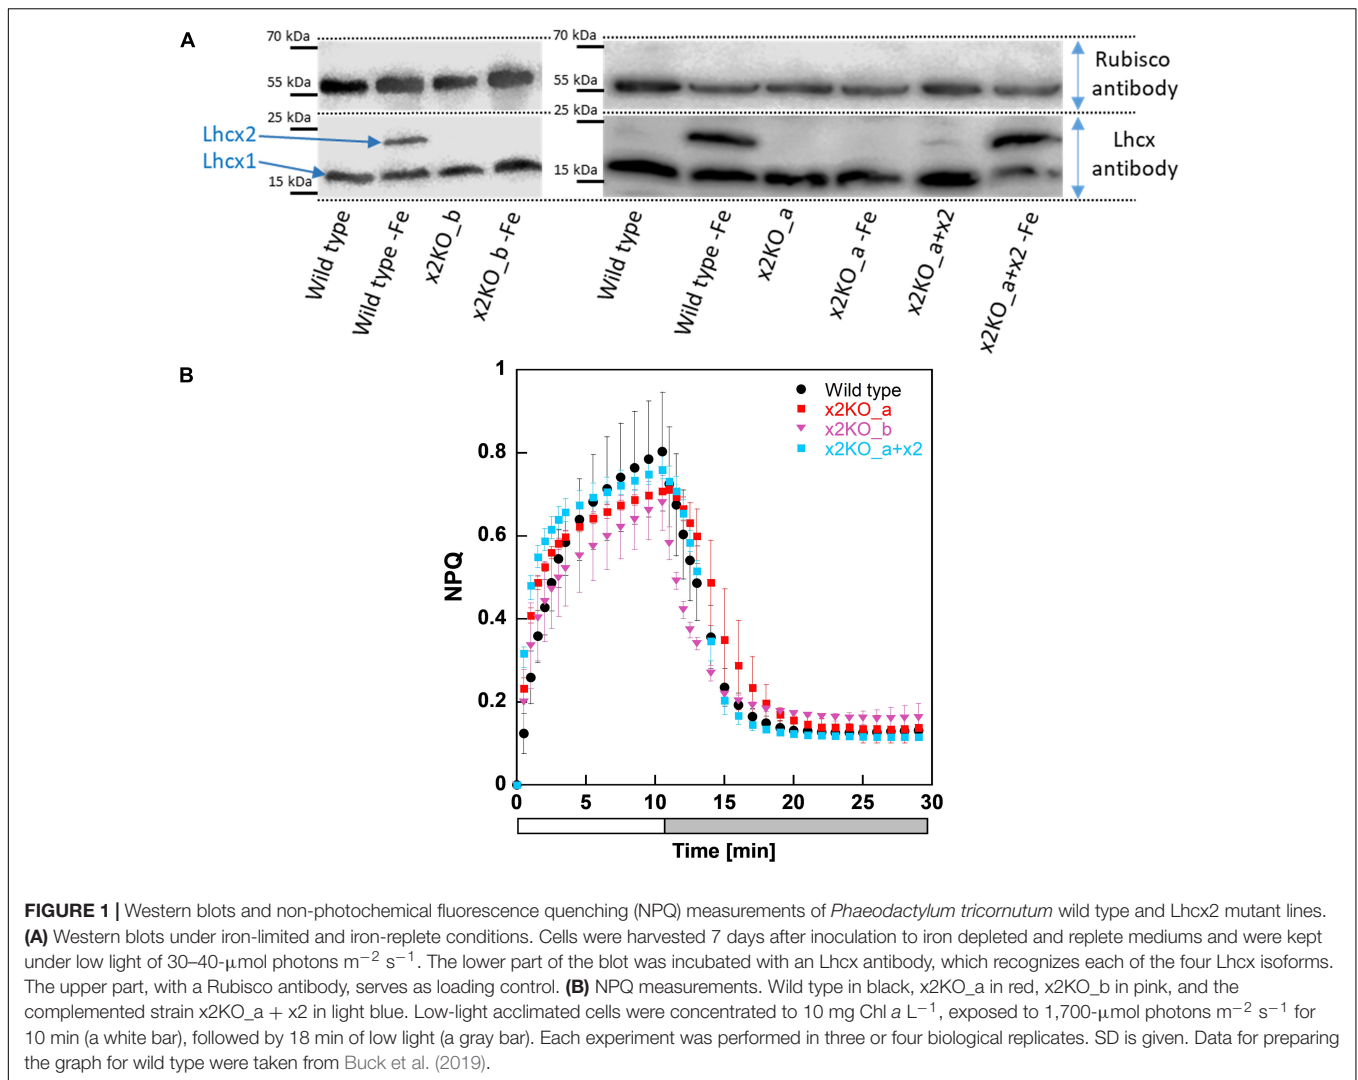 A
70 kDa
55 kDa
25 kDa
15 kDa
70 kDa
55 kDa
25 kDa
15 kDa
Rubisco
antibody
Lhcx
antibody
Lhcx2
Lhcx1
Wild type
Wild type -Fe
x2KO_b
x2KO_b -Fe
Wild type
Wild type -Fe
x2KO_a
x2KO_a -Fe
x2KO_a+x2
x2KO_a+x2 -Fe
B
1
0.8
0.6
0.4
0.2
0
NPQ
Wild type
x2KO_a
x2KO_b
x2KO_a+x2
0 5 10 15 20 25 30
Time [min]
FIGURE 1 | Western blots and non-photochemical fluorescence quenching (NPQ) measurements of Phaeodactylum tricornutum wild type and Lhcx2 mutant lines.
(A) Western blots under iron-limited and iron-replete conditions. Cells were harvested 7 days after inoculation to iron depleted and replete mediums and were kept
under low light of 30–40-μmol photons m⁻² s⁻¹. The lower part of the blot was incubated with an Lhcx antibody, which recognizes each of the four Lhcx isoforms.
The upper part, with a Rubisco antibody, serves as loading control. (B) NPQ measurements. Wild type in black, x2KO_a in red, x2KO_b in pink, and the
complemented strain x2KO_a + x2 in light blue. Low-light acclimated cells were concentrated to 10 mg Chl a L⁻¹, exposed to 1,700-μmol photons m⁻² s⁻¹ for
10 min (a white bar), followed by 18 min of low light (a gray bar). Each experiment was performed in three or four biological replicates. SD is given. Data for preparing
the graph for wild type were taken from Buck et al. (2019).